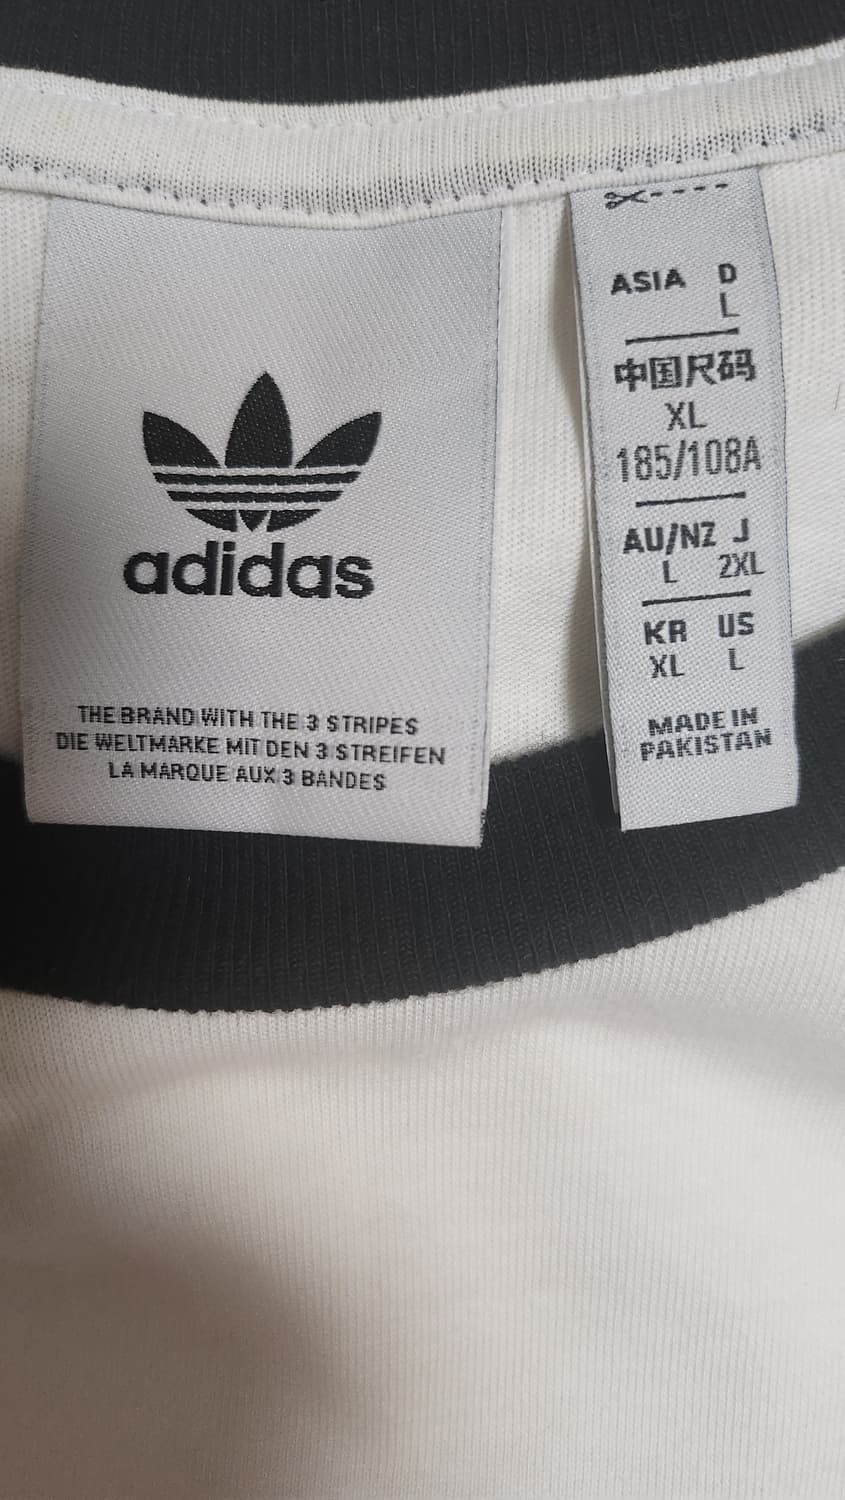 adidas
THE BRAND WITH THE 3 STRIPES
DIE WELTMARKE MIT DEN 3 STREIFEN
LA MARQUE AUX 3 BANDES
ASIA D
L
中国尺码
XL
185/108A
AU/NZ J
L 2XL
KR US
XL L
MADE IN
PAKISTAN